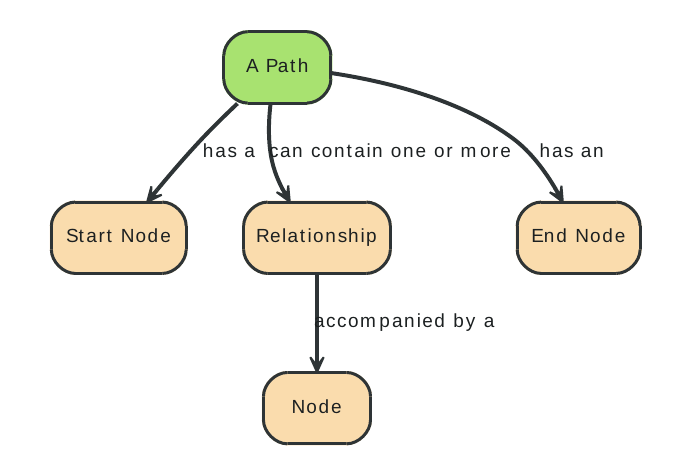 A Path
has a
can contain one or more
has an
Start Node
Relationship
End Node
accompanied by a
Node